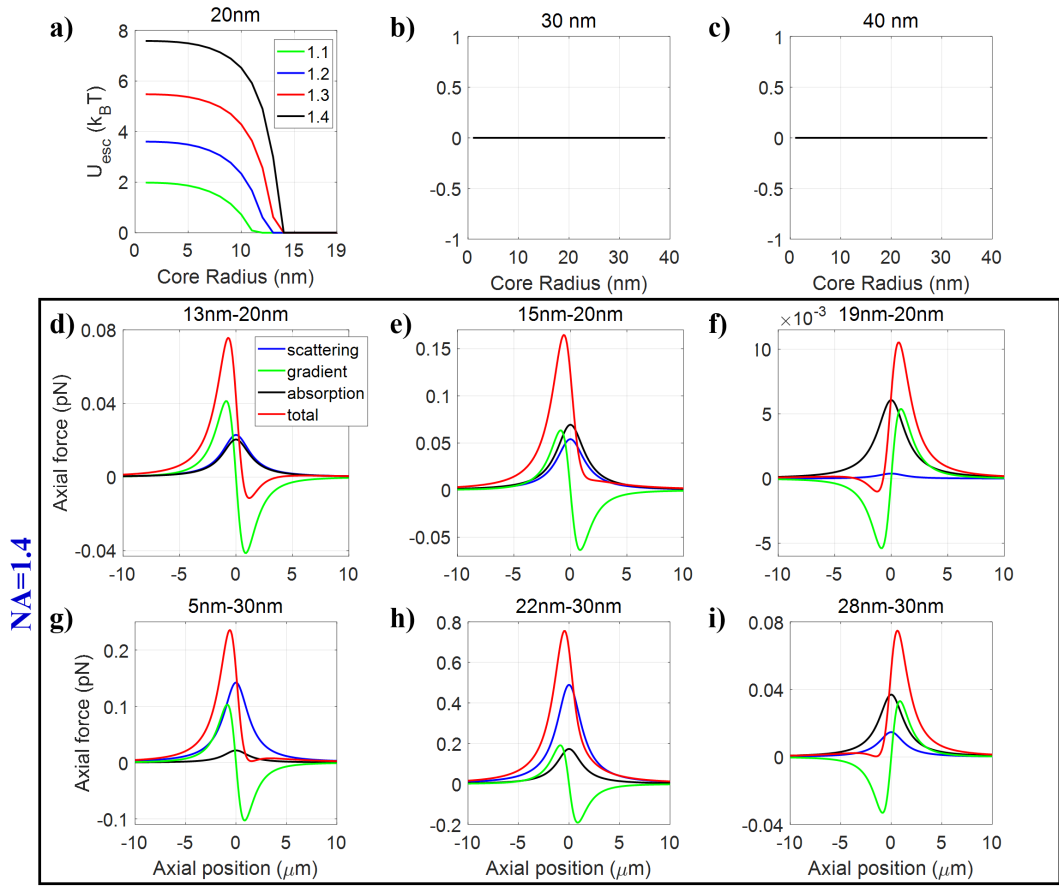 a)
20nm
U_esc (k_BT)
8
6
4
2
0
1.1
1.2
1.3
1.4
0 5 10 15 19
Core Radius (nm)
b)
30 nm
1
0.5
0
-0.5
-1
0 10 20 30 40
Core Radius (nm)
c)
40 nm
1
0.5
0
-0.5
-1
0 10 20 30 40
Core Radius (nm)
NA=1.4
d)
13nm-20nm
Axial force (pN)
0.08
0.04
0
-0.04
scattering
gradient
absorption
total
-10 -5 0 5 10
e)
15nm-20nm
0.15
0.1
0.05
0
-0.05
-10 -5 0 5 10
f)
19nm-20nm
×10⁻³
10
5
0
-5
-10 -5 0 5 10
g)
5nm-30nm
Axial force (pN)
0.2
0.1
0
-0.1
-10 -5 0 5 10
Axial position (μm)
h)
22nm-30nm
0.8
0.6
0.4
0.2
0
-0.2
-10 -5 0 5 10
Axial position (μm)
i)
28nm-30nm
0.08
0.04
0
-0.04
-10 -5 0 5 10
Axial position (μm)